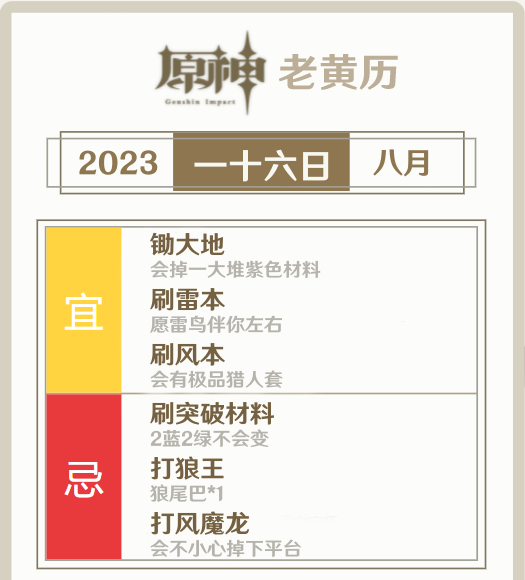 原神 老黄历
Genshin Impact
2023 一十六日 八月
宜
锄大地
会掉一大堆紫色材料
刷雷本
愿雷鸟伴你左右
刷风本
会有极品猎人套
忌
刷突破材料
2蓝2绿不会变
打狼王
狼尾巴*1
打风魔龙
会不小心掉下平台